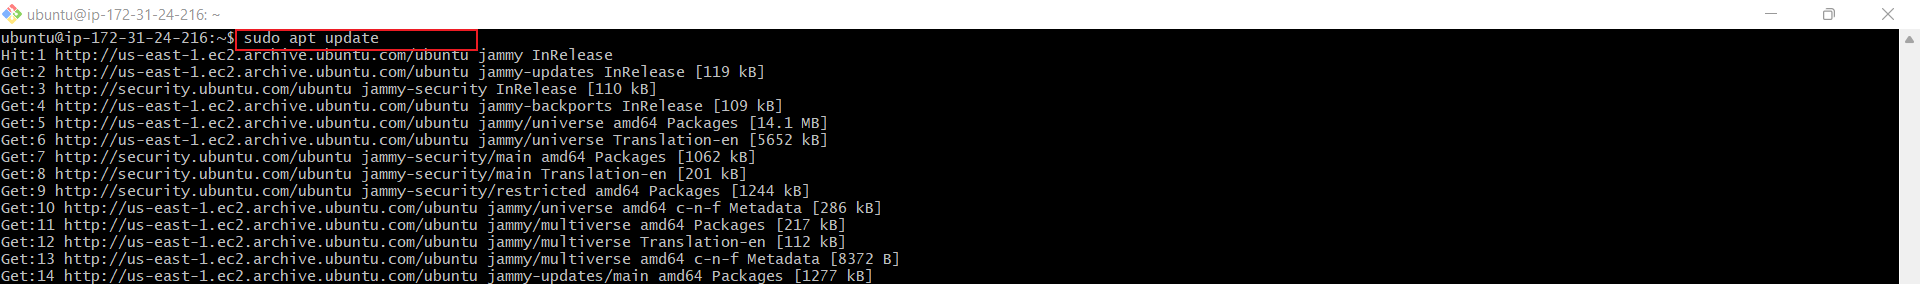 ubuntu@ip-172-31-24-216: ~
ubuntu@ip-172-31-24-216:~$ sudo apt update
Hit:1 http://us-east-1.ec2.archive.ubuntu.com/ubuntu jammy InRelease
Get:2 http://us-east-1.ec2.archive.ubuntu.com/ubuntu jammy-updates InRelease [119 kB]
Get:3 http://security.ubuntu.com/ubuntu jammy-security InRelease [110 kB]
Get:4 http://us-east-1.ec2.archive.ubuntu.com/ubuntu jammy-backports InRelease [109 kB]
Get:5 http://us-east-1.ec2.archive.ubuntu.com/ubuntu jammy/universe amd64 Packages [14.1 MB]
Get:6 http://us-east-1.ec2.archive.ubuntu.com/ubuntu jammy/universe Translation-en [5652 kB]
Get:7 http://security.ubuntu.com/ubuntu jammy-security/main amd64 Packages [1062 kB]
Get:8 http://security.ubuntu.com/ubuntu jammy-security/main Translation-en [201 kB]
Get:9 http://security.ubuntu.com/ubuntu jammy-security/restricted amd64 Packages [1244 kB]
Get:10 http://us-east-1.ec2.archive.ubuntu.com/ubuntu jammy/universe amd64 c-n-f Metadata [286 kB]
Get:11 http://us-east-1.ec2.archive.ubuntu.com/ubuntu jammy/multiverse amd64 Packages [217 kB]
Get:12 http://us-east-1.ec2.archive.ubuntu.com/ubuntu jammy/multiverse Translation-en [112 kB]
Get:13 http://us-east-1.ec2.archive.ubuntu.com/ubuntu jammy/multiverse amd64 c-n-f Metadata [8372 B]
Get:14 http://us-east-1.ec2.archive.ubuntu.com/ubuntu jammy-updates/main amd64 Packages [1277 kB]